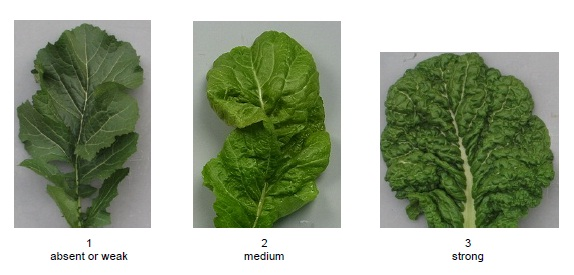 1
absent or weak
2
medium
3
strong